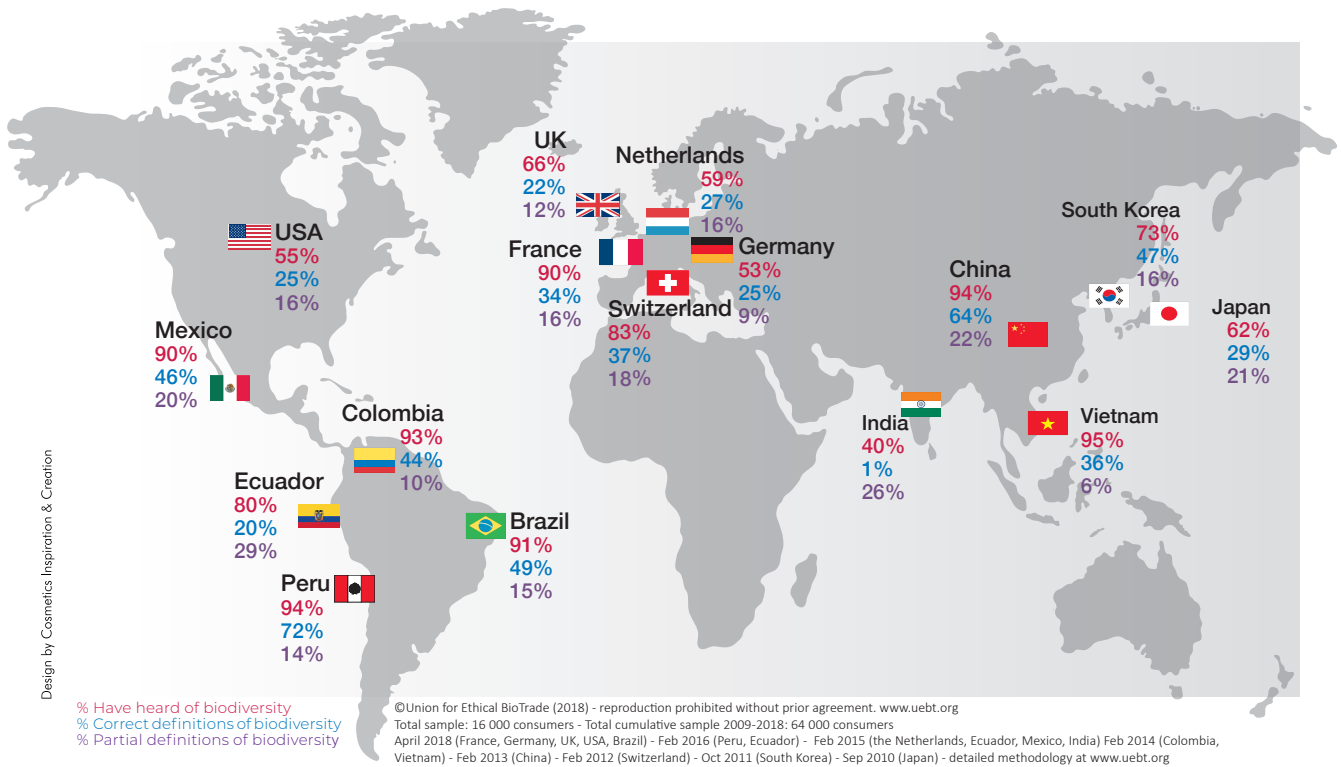 UK
66%
22%
12%
Netherlands
59%
27%
16%
USA
55%
25%
16%
France
90%
34%
16%
Germany
53%
25%
9%
Switzerland
83%
37%
18%
South Korea
73%
47%
16%
China
94%
64%
22%
Japan
62%
29%
21%
Mexico
90%
46%
20%
Colombia
93%
44%
10%
India
40%
1%
26%
Vietnam
95%
36%
6%
Ecuador
80%
20%
29%
Brazil
91%
49%
15%
Peru
94%
72%
14%
Design by Cosmetics Inspiration & Creation
% Have heard of biodiversity
% Correct definitions of biodiversity
% Partial definitions of biodiversity
©Union for Ethical BioTrade (2018) - reproduction prohibited without prior agreement. www.uebt.org
Total sample: 16 000 consumers - Total cumulative sample 2009-2018: 64 000 consumers
April 2018 (France, Germany, UK, USA, Brazil) - Feb 2016 (Peru, Ecuador) - Feb 2015 (the Netherlands, Ecuador, Mexico, India) Feb 2014 (Colombia,
Vietnam) - Feb 2013 (China) - Feb 2012 (Switzerland) - Oct 2011 (South Korea) - Sep 2010 (Japan) - detailed methodology at www.uebt.org